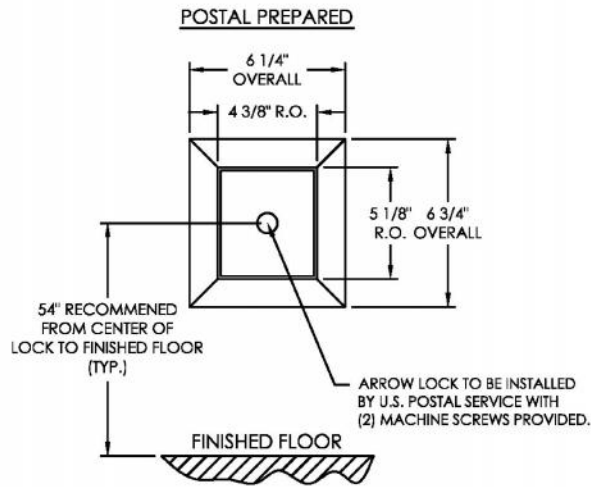 POSTAL PREPARED
6 1/4"
OVERALL
4 3/8" R.O.
5 1/8" 6 3/4"
R.O. OVERALL
54" RECOMMENED
FROM CENTER OF
LOCK TO FINISHED FLOOR
(TYP.)
ARROW LOCK TO BE INSTALLED
BY U.S. POSTAL SERVICE WITH
(2) MACHINE SCREWS PROVIDED.
FINISHED FLOOR